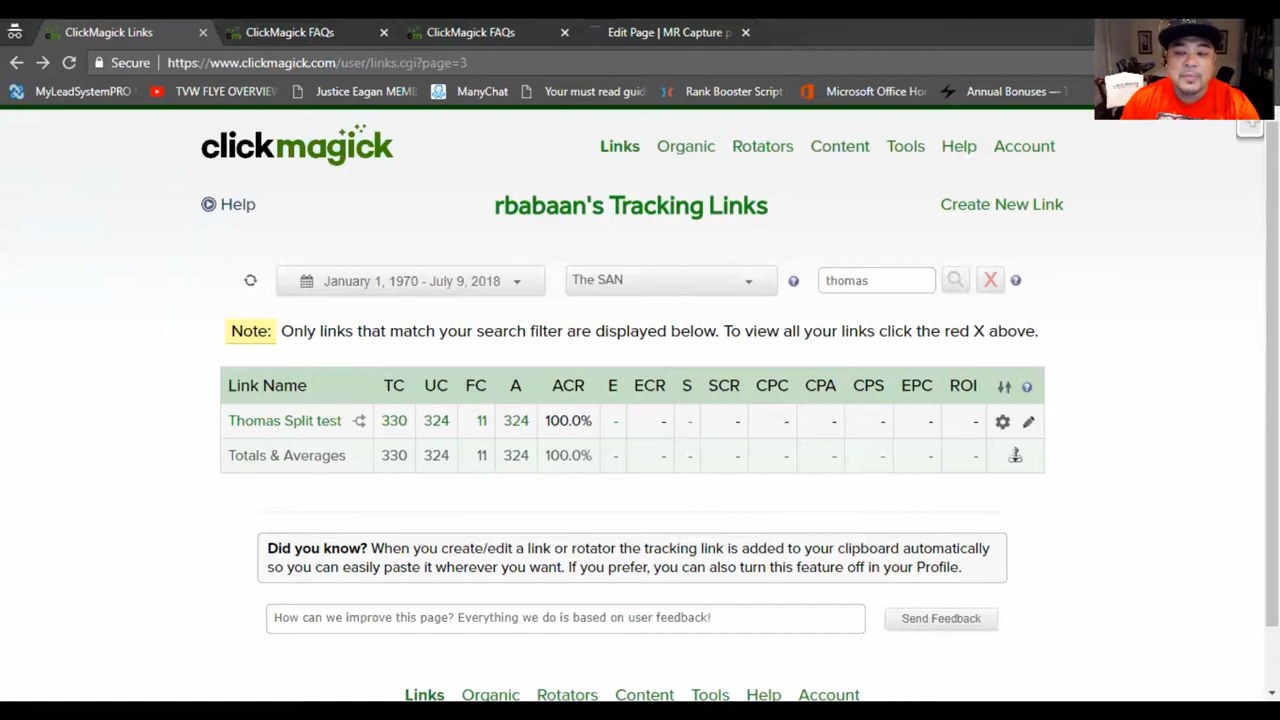 ClickMagick Links
ClickMagick FAQs
ClickMagick FAQs
Edit Page | MR Capture p
Secure
https://www.clickmagick.com/user/links.cgi?page=3
MyLeadSystemPRO
TVW FLYE OVERVIEW
Justice Eagan MEME
ManyChat
Your must read guid
Rank Booster Script
Microsoft Office Hor
Annual Bonuses — T
clickmagick
Links Organic Rotators Content Tools Help Account
Help
rbabaan's Tracking Links
Create New Link
January 1, 1970 - July 9, 2018
The SAN
thomas
X
Note: Only links that match your search filter are displayed below. To view all your links click the red X above.
Link Name TC UC FC A ACR E ECR S SCR CPC CPA CPS EPC ROI
Thomas Split test 330 324 11 324 100.0% - - - - - - - - -
Totals & Averages 330 324 11 324 100.0% - - - - - - - - -
Did you know? When you create/edit a link or rotator the tracking link is added to your clipboard automatically
so you can easily paste it wherever you want. If you prefer, you can also turn this feature off in your Profile.
How can we improve this page? Everything we do is based on user feedback!
Send Feedback
Links Organic Rotators Content Tools Help Account